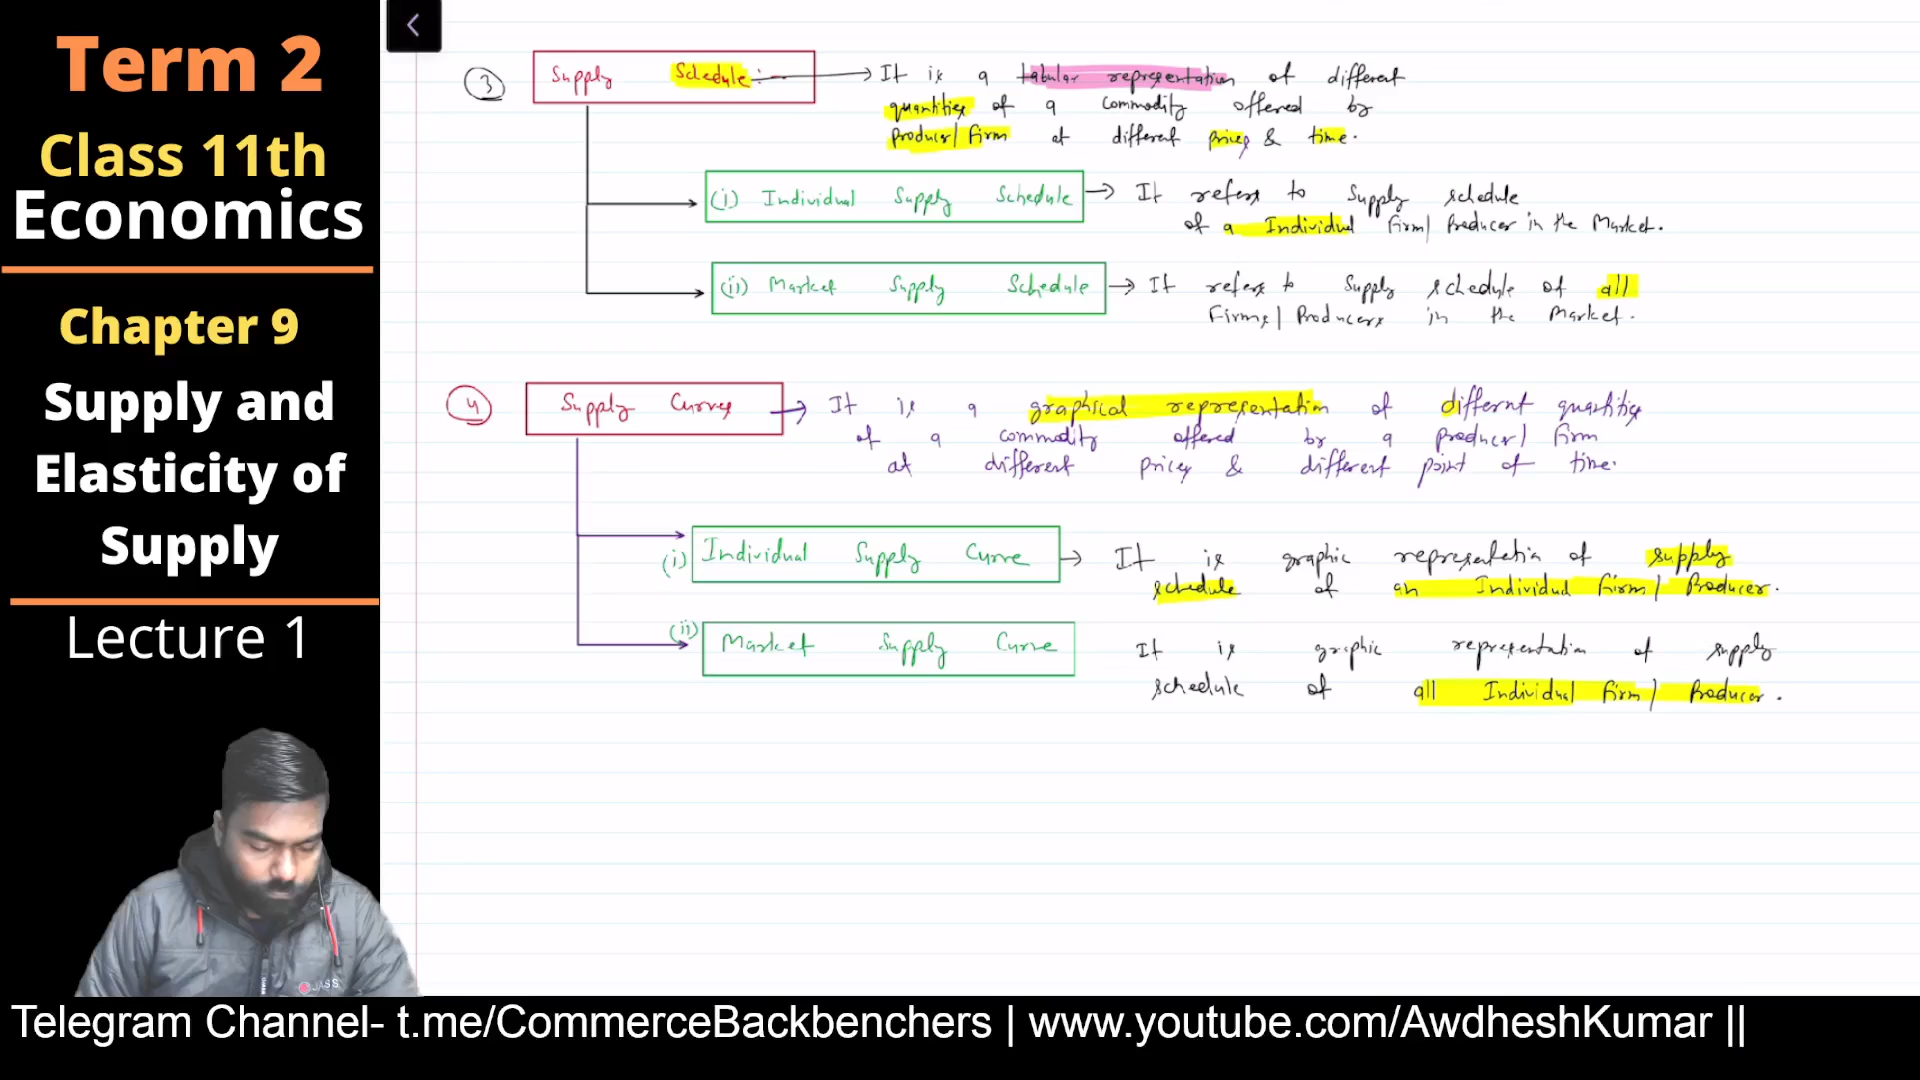 Term 2
Class 11th
Economics
Chapter 9
Supply and
Elasticity of
Supply
Lecture 1
3 Supply Schedule :- It is a tabular representation of different
quantities of a commodity offered by
Producer/Firm at different prices & time.
(i) Individual Supply Schedule → It refers to Supply schedule
of a Individual Firm/Producer in the Market.
(ii) Market Supply Schedule → It refers to Supply schedule of all
Firms/Producers in the Market.
4 Supply Curves → It is a graphical representation of different quantities
of a commodity offered by a producer/firm
at different prices & different point of time.
(i) Individual Supply Curve → It is graphic representation of supply
schedule of an Individual Firm/Producer.
(ii) Market Supply Curve It is graphic representation of supply
schedule of all Individual Firm/Producer.
JASS
Telegram Channel- t.me/CommerceBackbenchers | www.youtube.com/AwdheshKumar ||